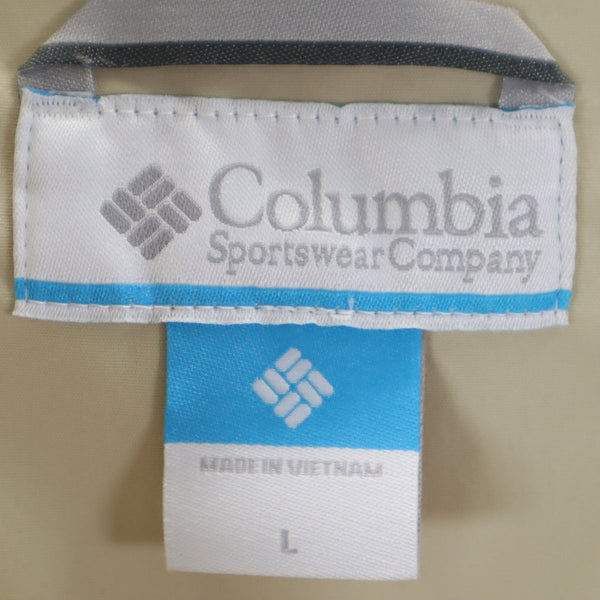 Columbia
Sportswear Company
MADE IN VIETNAM
L